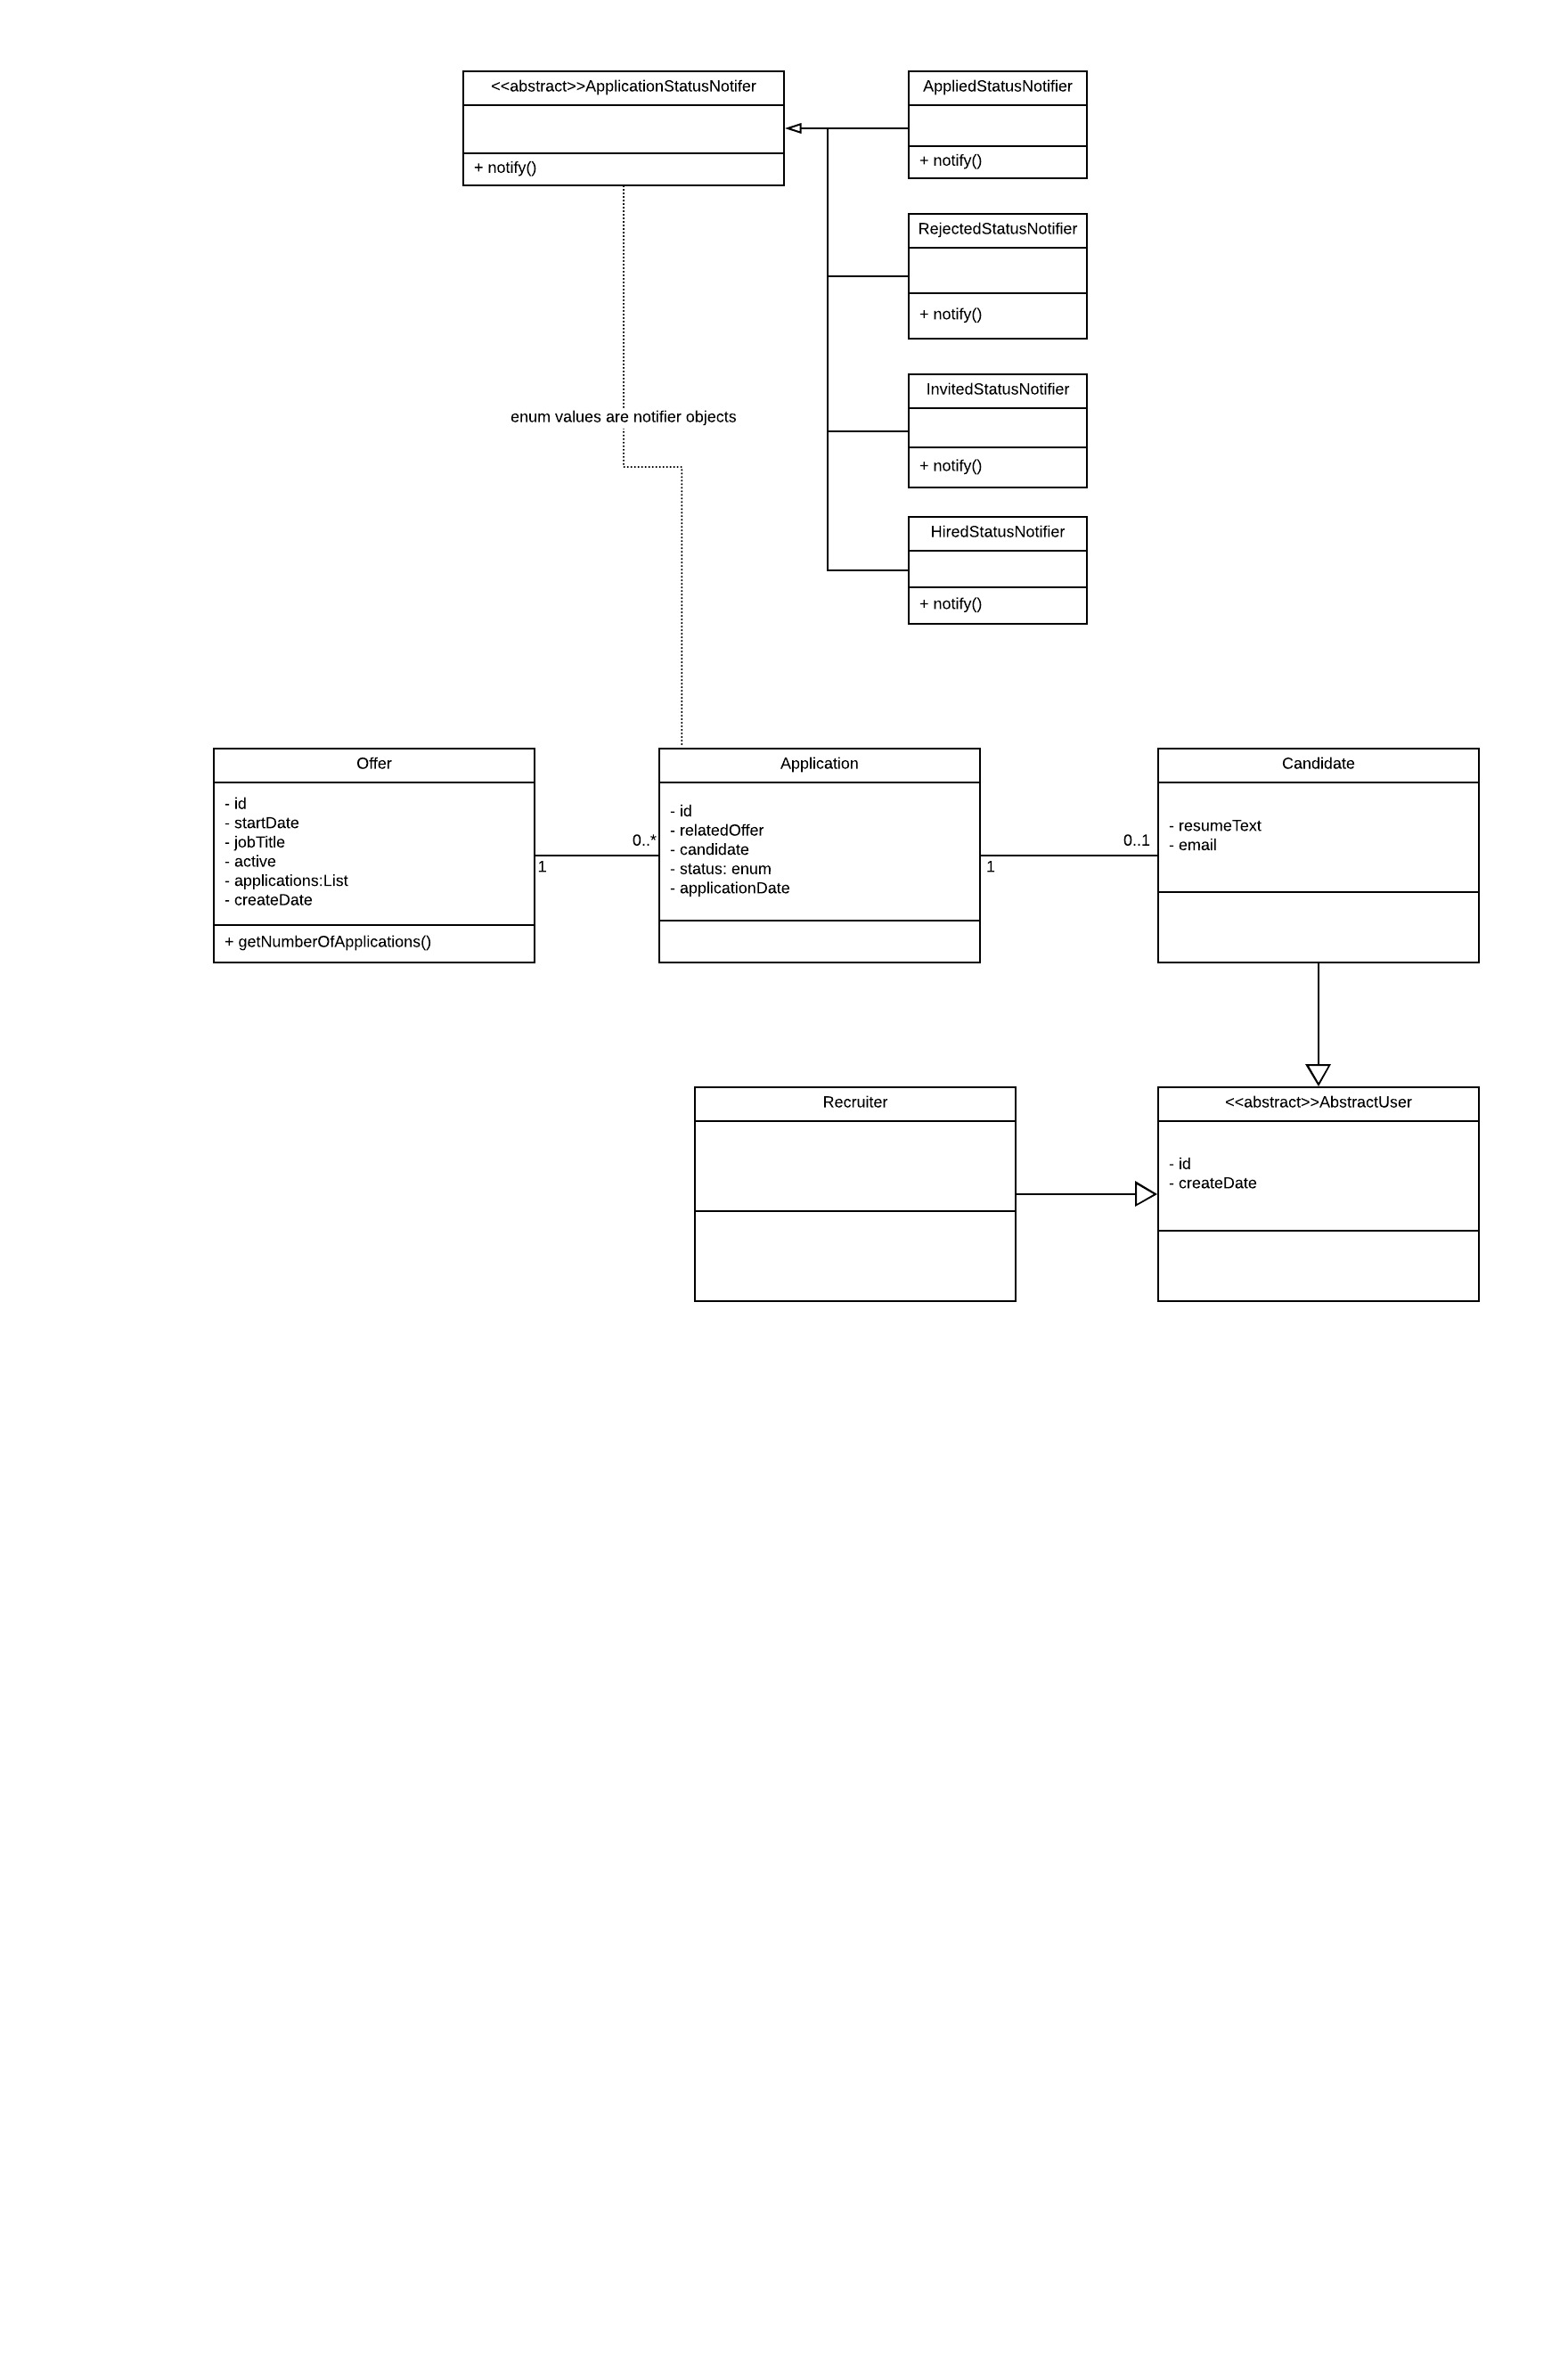 <<abstract>>ApplicationStatusNotifer
+ notify()
AppliedStatusNotifier
+ notify()
RejectedStatusNotifier
+ notify()
InvitedStatusNotifier
+ notify()
HiredStatusNotifier
+ notify()
enum values are notifier objects
Offer
- id
- startDate
- jobTitle
- active
- applications:List
- createDate
+ getNumberOfApplications()
1
0..*
Application
- id
- relatedOffer
- candidate
- status: enum
- applicationDate
1
0..1
Candidate
- resumeText
- email
Recruiter
<<abstract>>AbstractUser
- id
- createDate